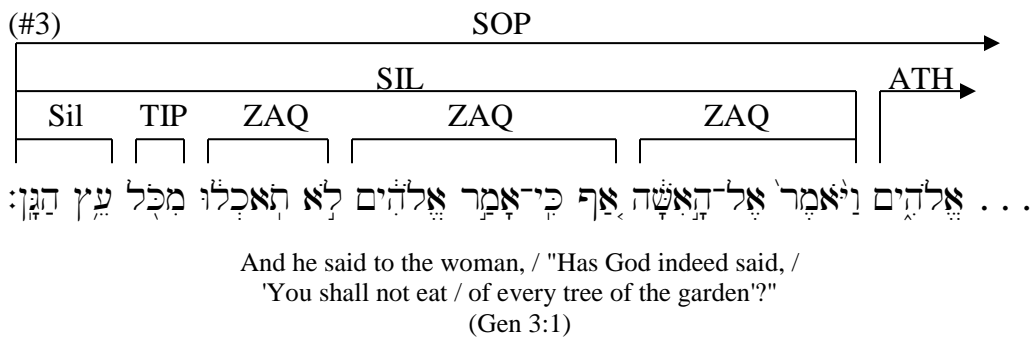 (#3) SOP
SIL ATH
Sil TIP ZAQ ZAQ ZAQ
. . . אֱלֹהִ֑ים וַיֹּ֙אמֶר֙ אֶל־הָ֣אִשָּׁ֔ה אַ֚ף כִּֽי־אָמַ֣ר אֱלֹהִ֔ים לֹ֣א תֹֽאכְל֔וּ מִכֹּ֖ל עֵ֥ץ הַגָּֽן׃
And he said to the woman, / "Has God indeed said, /
'You shall not eat / of every tree of the garden'?"
(Gen 3:1)